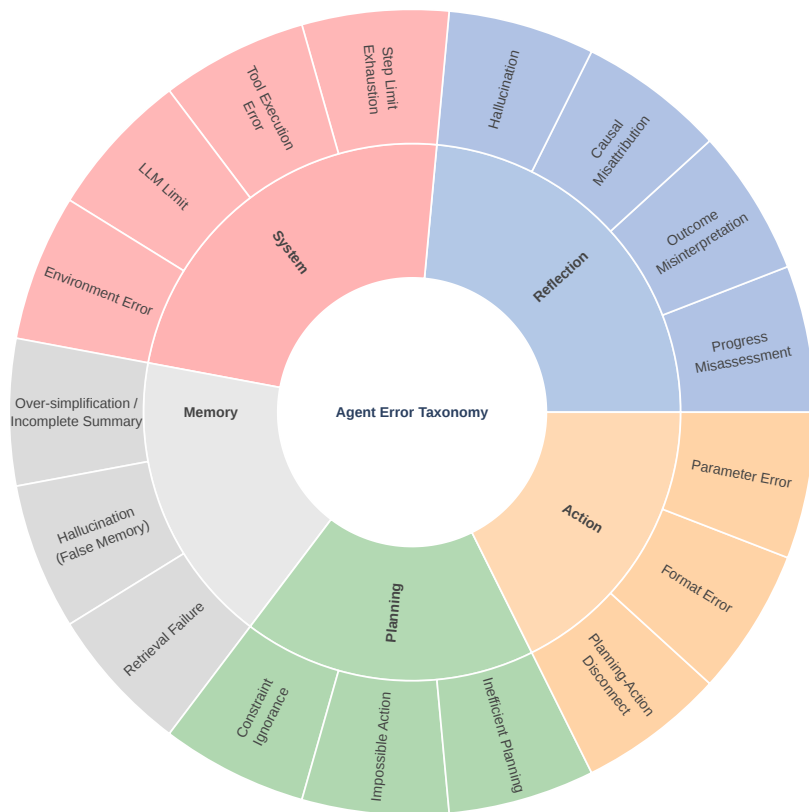 Agent Error Taxonomy
System
Environment Error
LLM Limit
Tool Execution
Error
Step Limit
Exhaustion
Reflection
Hallucination
Causal
Misattribution
Outcome
Misinterpretation
Progress
Misassessment
Action
Parameter Error
Format Error
Planning-Action
Disconnect
Planning
Inefficient Planning
Impossible Action
Constraint
Ignorance
Memory
Retrieval Failure
Hallucination
(False Memory)
Over-simplification /
Incomplete Summary